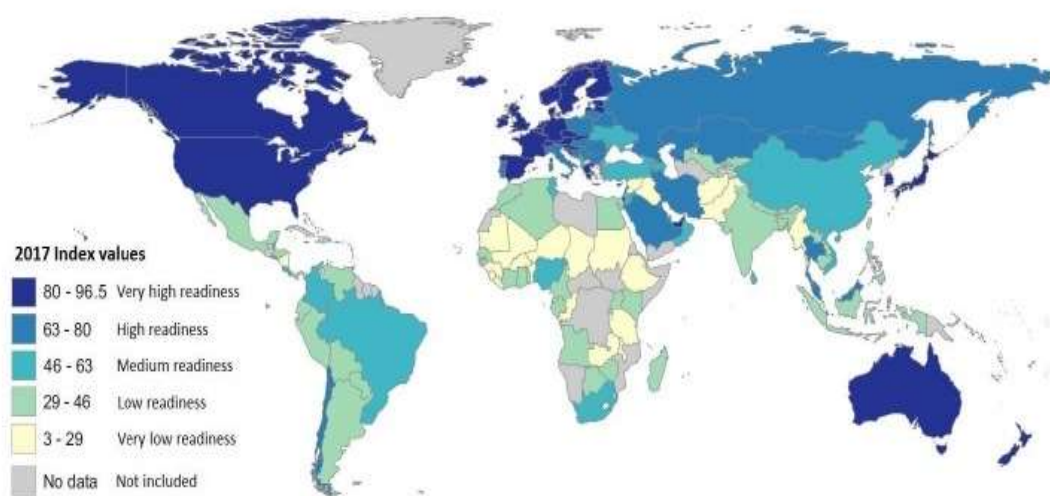 2017 Index values
80 - 96.5 Very high readiness
63 - 80 High readiness
46 - 63 Medium readiness
29 - 46 Low readiness
3 - 29 Very low readiness
No data Not included